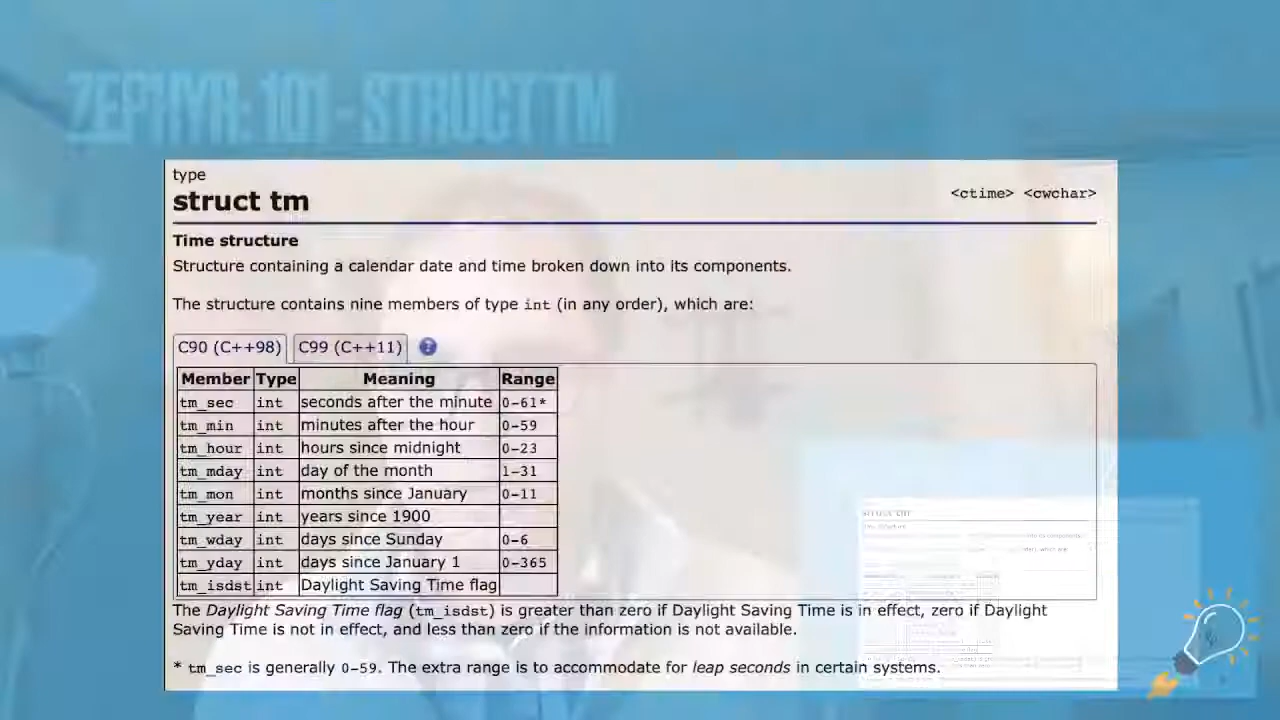 ZEPHYR: 101 - STRUCT TM
type
struct tm
<ctime> <cwchar>
Time structure
Structure containing a calendar date and time broken down into its components.
The structure contains nine members of type int (in any order), which are:
C90 (C++98) C99 (C++11) ?
Member Type Meaning Range
tm_sec int seconds after the minute 0-61*
tm_min int minutes after the hour 0-59
tm_hour int hours since midnight 0-23
tm_mday int day of the month 1-31
tm_mon int months since January 0-11
tm_year int years since 1900
tm_wday int days since Sunday 0-6
tm_yday int days since January 1 0-365
tm_isdst int Daylight Saving Time flag
The Daylight Saving Time flag (tm_isdst) is greater than zero if Daylight Saving Time is in effect, zero if Daylight
Saving Time is not in effect, and less than zero if the information is not available.
* tm_sec is generally 0-59. The extra range is to accommodate for leap seconds in certain systems.
struct tm